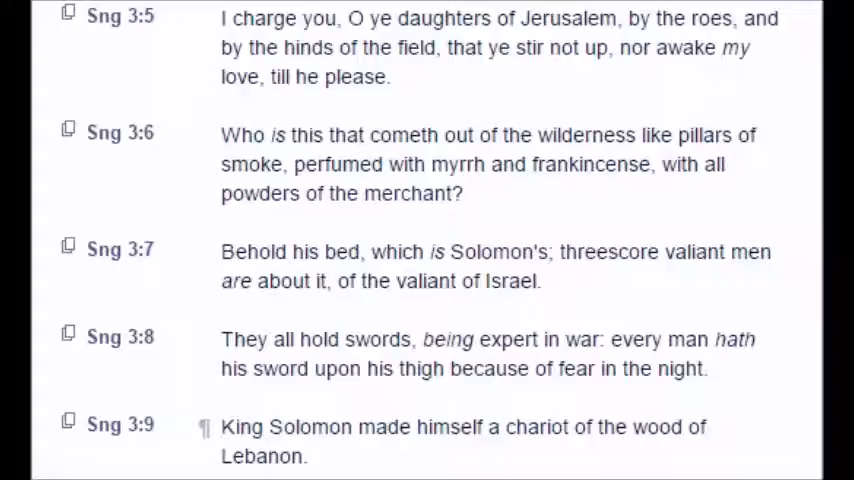 Sng 3:5 I charge you, O ye daughters of Jerusalem, by the roes, and
by the hinds of the field, that ye stir not up, nor awake my
love, till he please.
Sng 3:6 Who is this that cometh out of the wilderness like pillars of
smoke, perfumed with myrrh and frankincense, with all
powders of the merchant?
Sng 3:7 Behold his bed, which is Solomon's; threescore valiant men
are about it, of the valiant of Israel.
Sng 3:8 They all hold swords, being expert in war: every man hath
his sword upon his thigh because of fear in the night.
Sng 3:9 ¶ King Solomon made himself a chariot of the wood of
Lebanon.